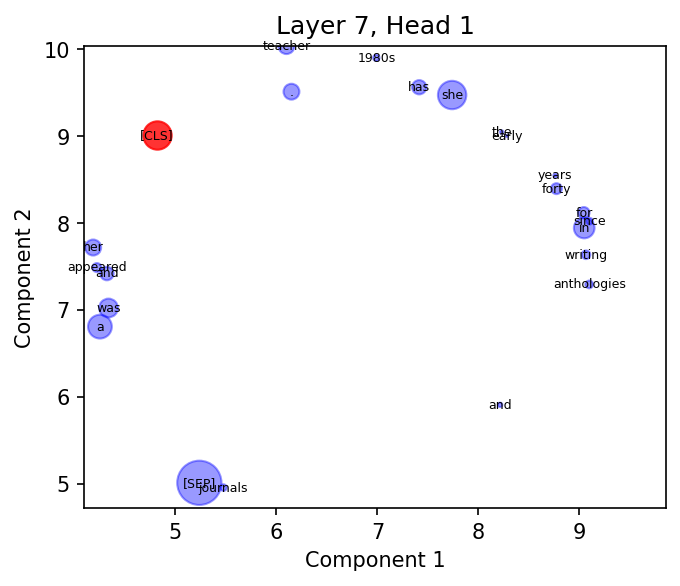 Layer 7, Head 1
10
teacher
1980s
.
has
she
9
[CLS]
the
early
years
forty
8
for
since
in
her
writing
appeared
and
anthologies
7
was
a
6
and
5
[SEP]
journals
5 6 7 8 9
Component 1
Component 2